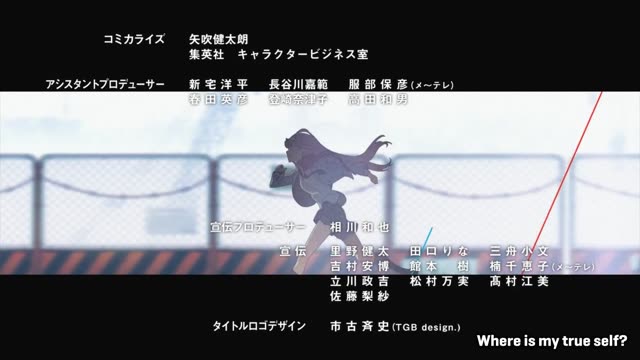 コミカライズ 矢吹健太朗
集英社 キャラクタービジネス室
アシスタントプロデューサー 新宅洋平 長谷川嘉範 服部保彦(メ~テレ)
春田英彦 登崎奈津子 高田和男
宣伝プロデューサー 相川和也
宣伝 里野健太 田口りな 三舟小文
吉村安博 館本樹 楠千恵子(メ~テレ)
立川政吉 松村万実 髙村江美
佐藤梨紗
タイトルロゴデザイン 市古斉史(TGB design.)
Where is my true self?